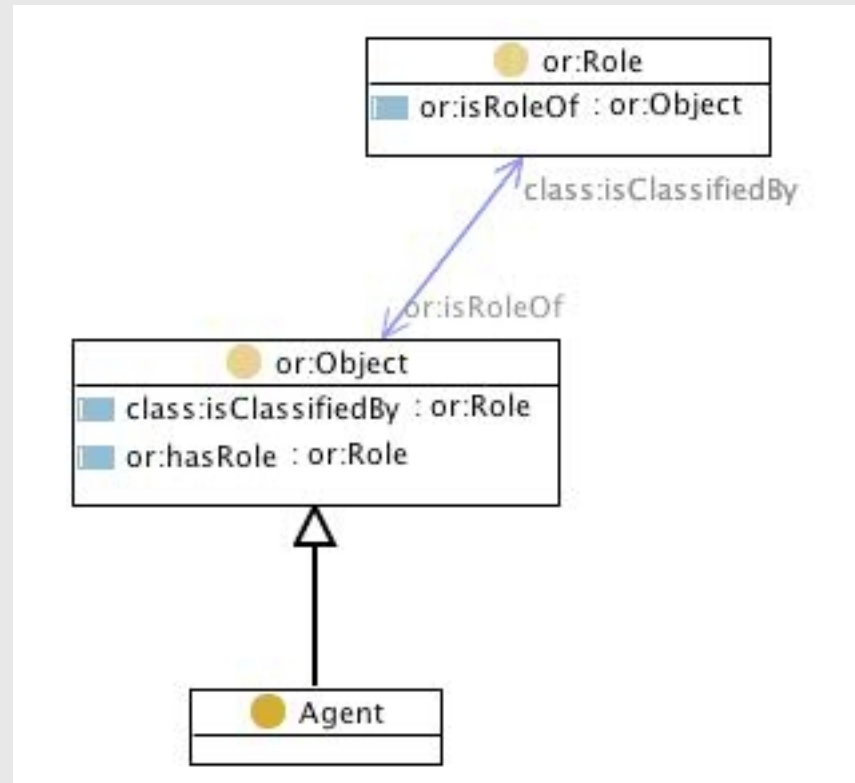 or:Role
or:isRoleOf : or:Object
class:isClassifiedBy
or:isRoleOf
or:Object
class:isClassifiedBy : or:Role
or:hasRole : or:Role
Agent